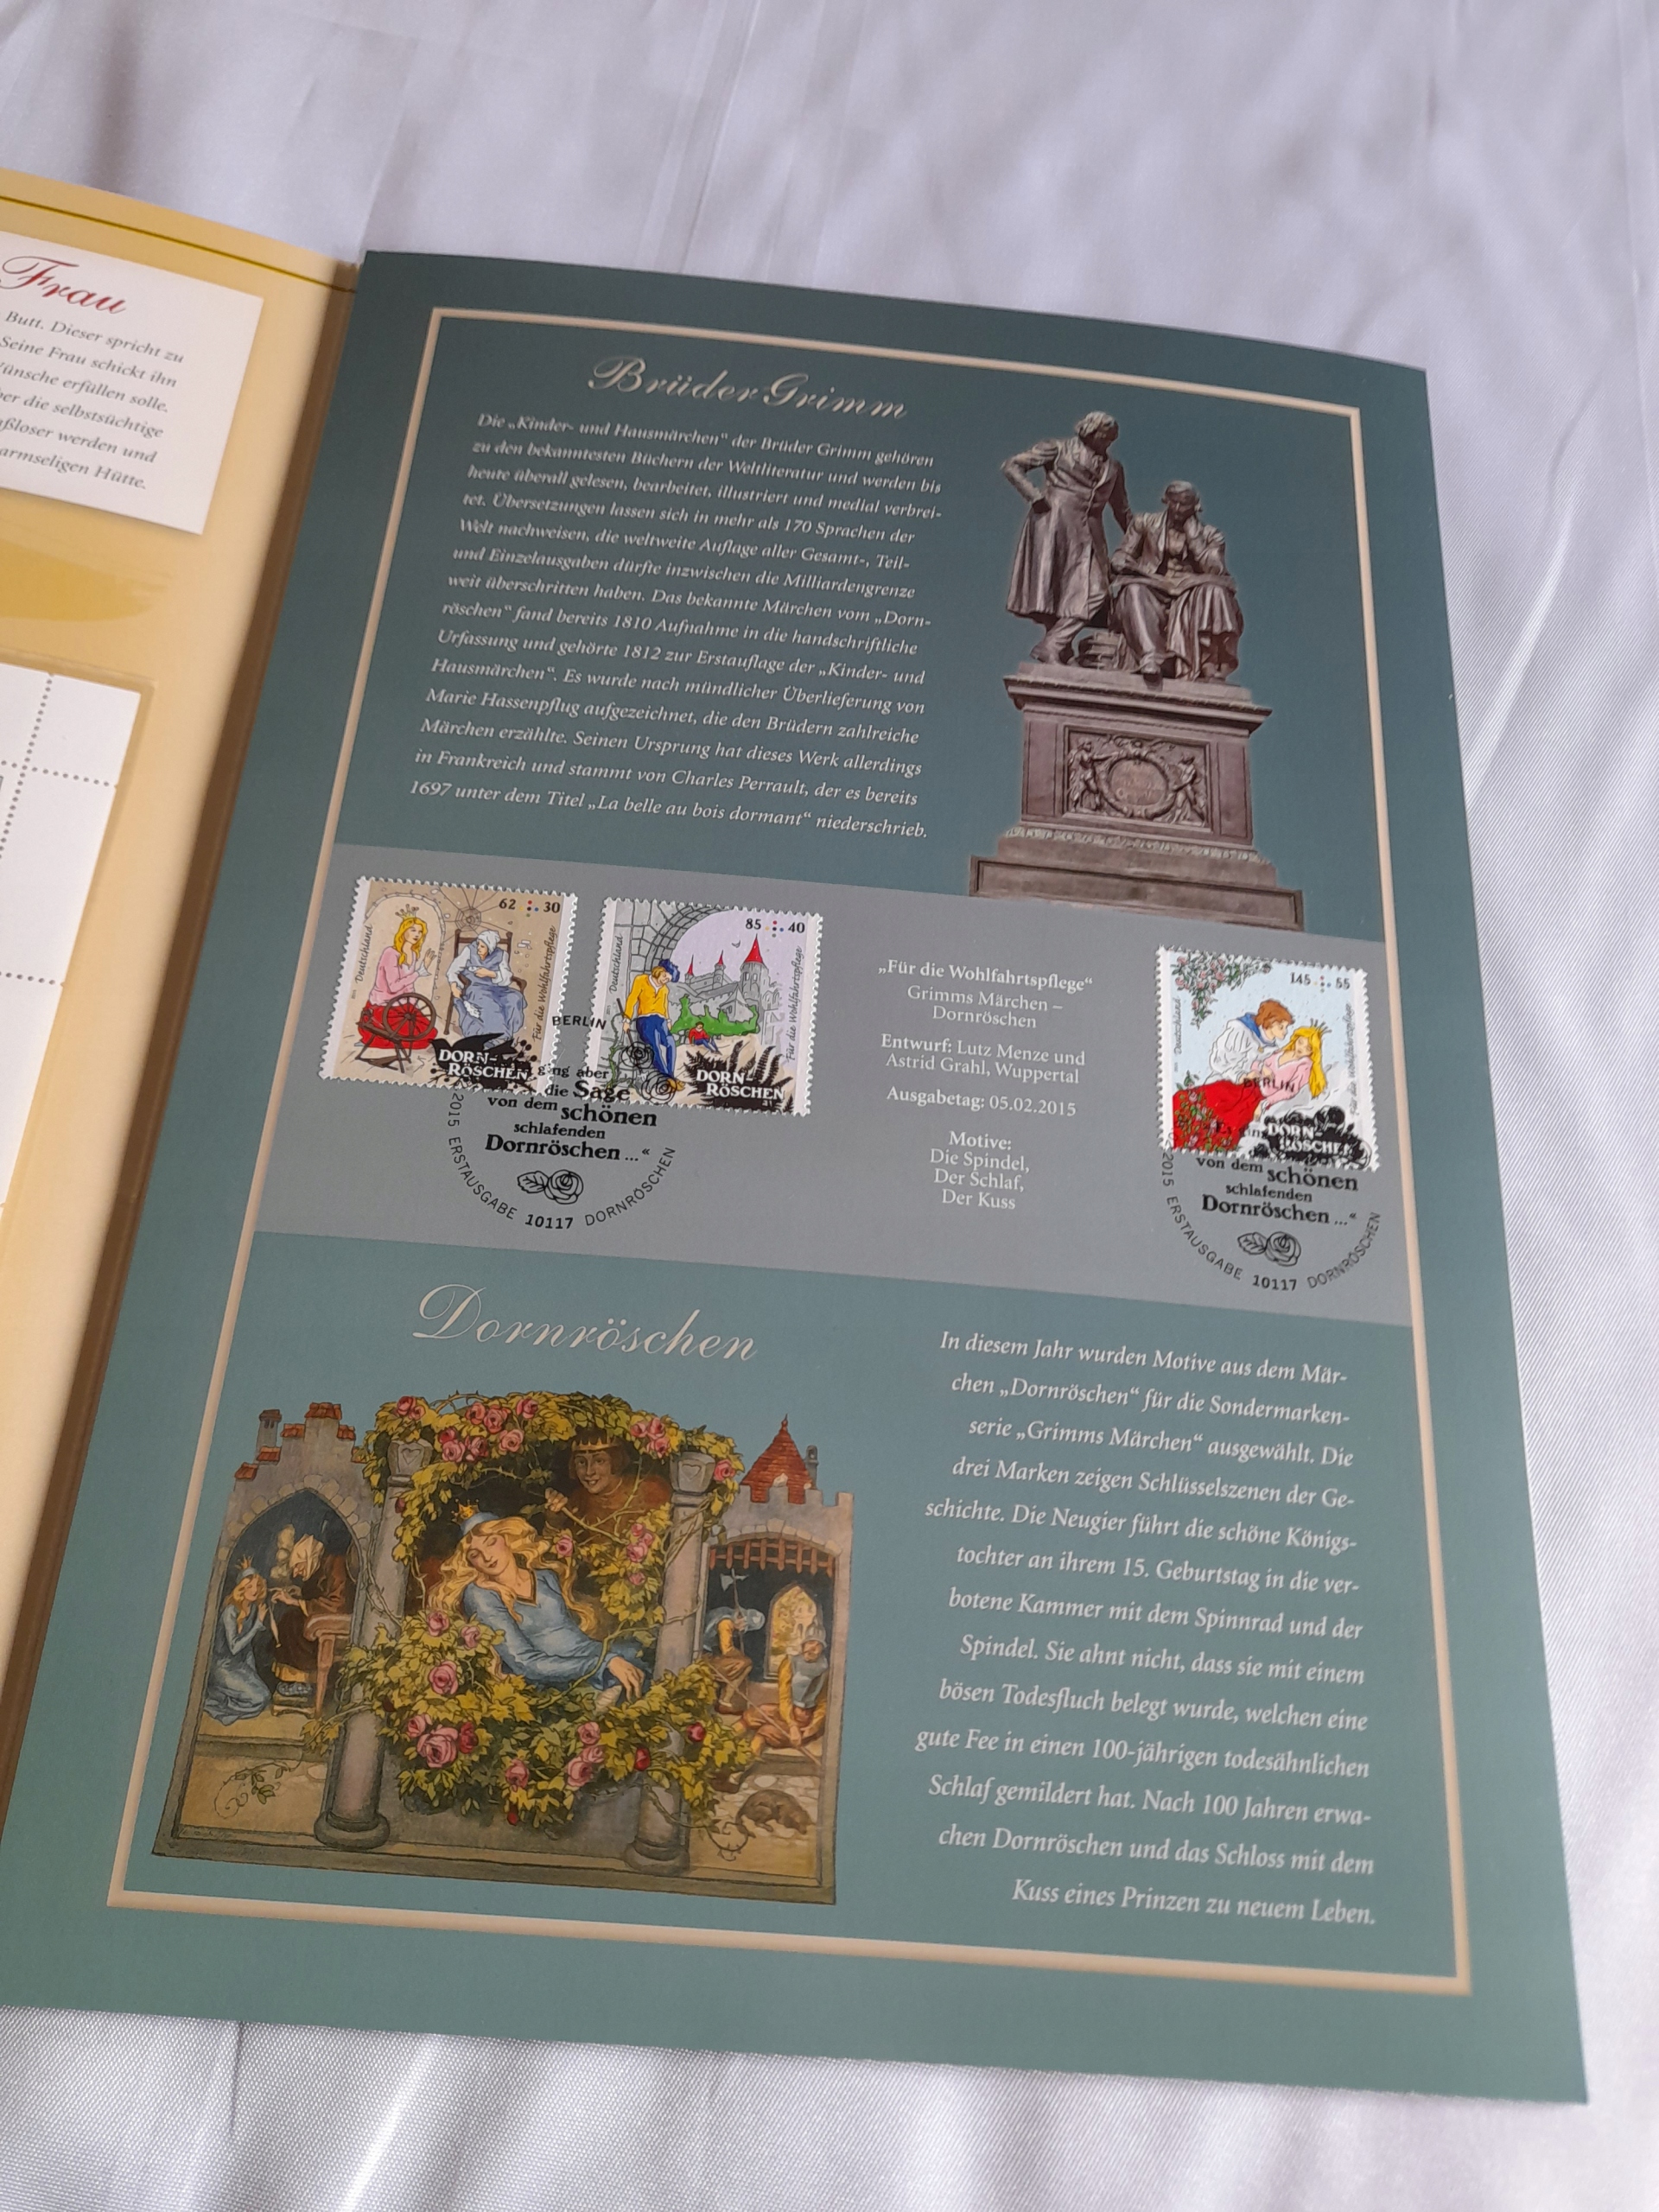 Frau
Butt. Dieser spricht zu
Seine Frau schickt ihn
ünsche erfüllen solle.
er die selbstsüchtige
ßloser werden und
armseligen Hütte.
Brüder Grimm
Die „Kinder- und Hausmärchen“ der Brüder Grimm gehören
zu den bekanntesten Büchern der Weltliteratur und werden bis
heute überall gelesen, bearbeitet, illustriert und medial verbrei-
tet. Übersetzungen lassen sich in mehr als 170 Sprachen der
Welt nachweisen, die weltweite Auflage aller Gesamt-, Teil-
und Einzelausgaben dürfte inzwischen die Milliardengrenze
weit überschritten haben. Das bekannte Märchen vom „Dorn-
röschen“ fand bereits 1810 Aufnahme in die handschriftliche
Urfassung und gehörte 1812 zur Erstauflage der „Kinder- und
Hausmärchen“. Es wurde nach mündlicher Überlieferung von
Marie Hassenpflug aufgezeichnet, die den Brüdern zahlreiche
Märchen erzählte. Seinen Ursprung hat dieses Werk allerdings
in Frankreich und stammt von Charles Perrault, der es bereits
1697 unter dem Titel „La belle au bois dormant“ niederschrieb.
62 30
Deutschland
Für die Wohlfahrtspflege
DORN-
RÖSCHEN
85 40
Deutschland
Für die Wohlfahrtspflege
DORN-
RÖSCHEN
BERLIN
ging aber
die Sage
von dem schönen
schlafenden
Dornröschen ...“
2015 ERSTAUSGABE 10117 DORNRÖSCHEN
„Für die Wohlfahrtspflege“
Grimms Märchen –
Dornröschen
Entwurf: Lutz Menze und
Astrid Grahl, Wuppertal
Ausgabetag: 05.02.2015
Motive:
Die Spindel,
Der Schlaf,
Der Kuss
145 55
Deutschland
Für die Wohlfahrtspflege
BERLIN
DORN-
RÖSCHEN
von dem schönen
schlafenden
Dornröschen ...“
2015 ERSTAUSGABE 10117 DORNRÖSCHEN
Dornröschen
In diesem Jahr wurden Motive aus dem Mär-
chen „Dornröschen“ für die Sondermarken-
serie „Grimms Märchen“ ausgewählt. Die
drei Marken zeigen Schlüsselszenen der Ge-
schichte. Die Neugier führt die schöne Königs-
tochter an ihrem 15. Geburtstag in die ver-
botene Kammer mit dem Spinnrad und der
Spindel. Sie ahnt nicht, dass sie mit einem
bösen Todesfluch belegt wurde, welchen eine
gute Fee in einen 100-jährigen todesähnlichen
Schlaf gemildert hat. Nach 100 Jahren erwa-
chen Dornröschen und das Schloss mit dem
Kuss eines Prinzen zu neuem Leben.